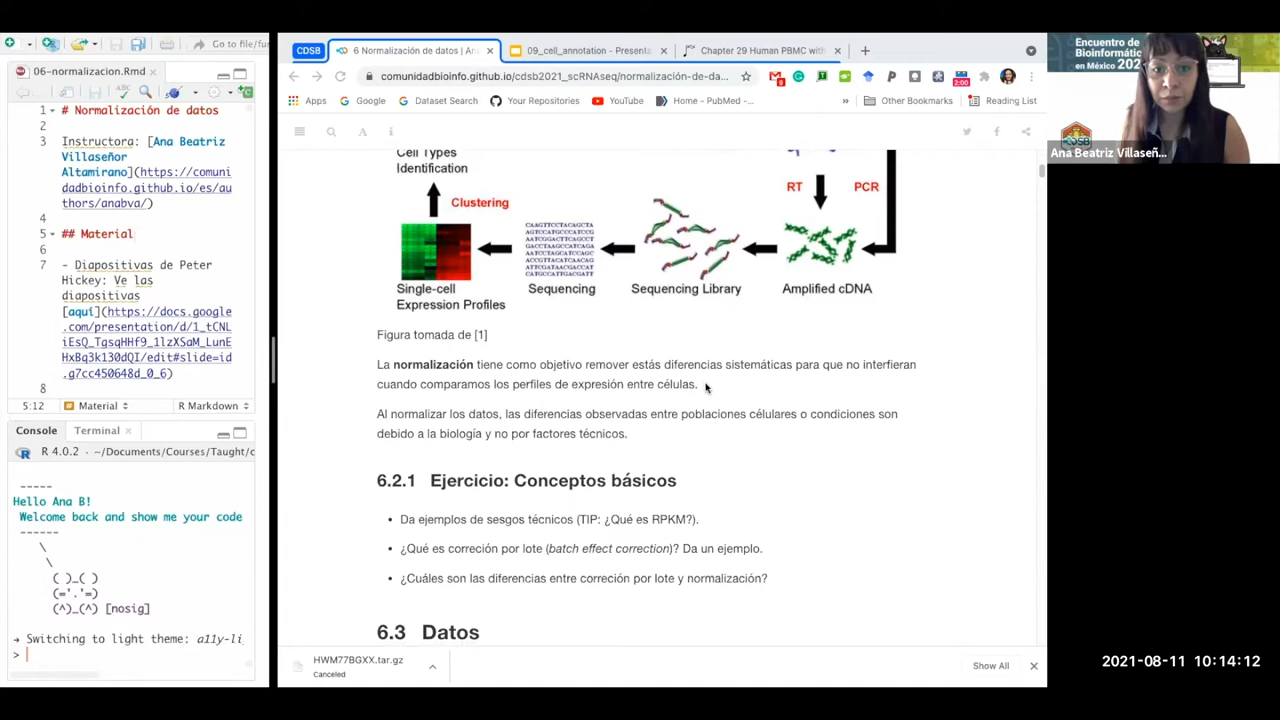 Go to file/fun
06-normalizacion.Rmd
1 # Normalización de datos
2
3 Instructora: [Ana Beatriz
Villaseñor
Altamirano](https://comuni
dadbioinfo.github.io/es/au
thors/anabva/)
4
5 ## Material
6
7 - Diapositivas de Peter
Hickey: Ve las
diapositivas
[aquí](https://docs.google
.com/presentation/d/1_tCNL
iEsQ_TgsqHHf9_1lzXSaM_LunE
HxBq3k130dQI/edit#slide=id
.g7cc450648d_0_6)
8
5:12 Material R Markdown
Console Terminal
R 4.0.2 · ~/Documents/Courses/Taught/c
-----
Hello Ana B!
Welcome back and show me your code
------
\
\
( )_( )
(='.'=)
(^)_(^) [nosig]
→ Switching to light theme: a11y-li
>
CDSB 6 Normalización de datos | An 09_cell_annotation - Presenta Chapter 29 Human PBMC with
comunidadbioinfo.github.io/cdsb2021_scRNAseq/normalización-de-da...
Apps Google Dataset Search Your Repositories YouTube Home - PubMed -... » Other Bookmarks Reading List
Cell Types
Identification
Clustering
RT PCR
CAAGTTCCTACAGCTA
Single-cell
Expression Profiles
Sequencing
Sequencing Library
Amplified cDNA
Figura tomada de [1]
La normalización tiene como objetivo remover estás diferencias sistemáticas para que no interfieran
cuando comparamos los perfiles de expresión entre células.
Al normalizar los datos, las diferencias observadas entre poblaciones célulares o condiciones son
debido a la biología y no por factores técnicos.
6.2.1 Ejercicio: Conceptos básicos
• Da ejemplos de sesgos técnicos (TIP: ¿Qué es RPKM?).
• ¿Qué es correción por lote (batch effect correction)? Da un ejemplo.
• ¿Cuáles son las diferencias entre correción por lote y normalización?
6.3 Datos
HWM77BGXX.tar.gz
Canceled
Show All
Encuentro de
Bioinformátic
en México 202
CDSB
Ana Beatriz Villaseñ...
2021-08-11 10:14:12